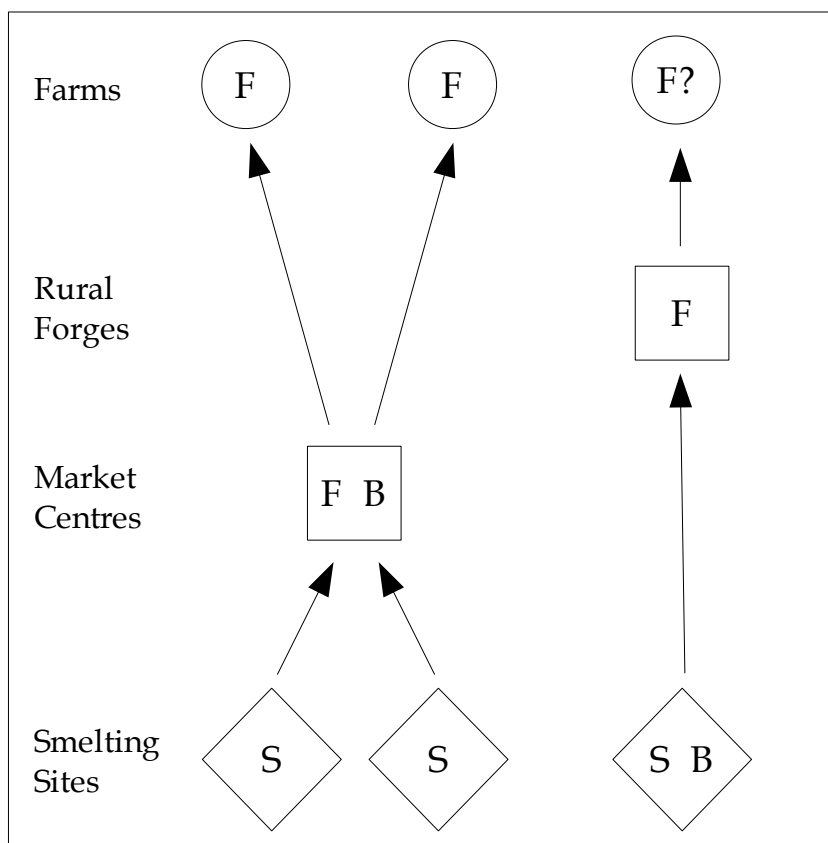 Farms
F
F
F?
Rural
Forges
F
Market
Centres
F B
Smelting
Sites
S
S
S B